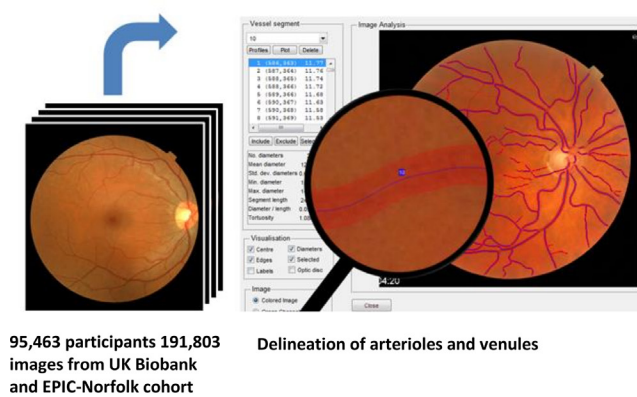 Vessel segment
10
Profiles Plot Delete
1 (584,363) 11.77
2 (587,364) 11.76
3 (588,365) 11.74
4 (588,366) 11.72
5 (589,366) 11.69
6 (590,367) 11.63
7 (590,368) 11.58
8 (591,369) 11.53
Include Exclude
No. diameters
Mean diameter
Std. dev. diameters
Min. diameter
Max. diameter
Segment length
Diameter / length
Tortuosity
Visualisation
Centre Diameters
Edges Selected
Labels Optic disc
Image
Colored Image
Image Analysis
10
04:20
Close
95,463 participants 191,803
images from UK Biobank
and EPIC-Norfolk cohort
Delineation of arterioles and venules